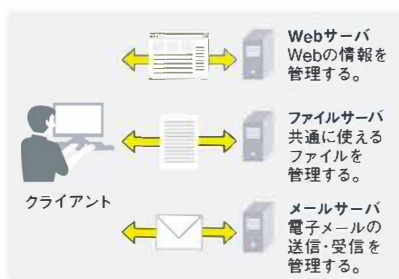 Webサーバ
Webの情報を
管理する。
ファイルサーバ
共通に使える
ファイルを
管理する。
クライアント
メールサーバ
電子メールの
送信・受信を
管理する。